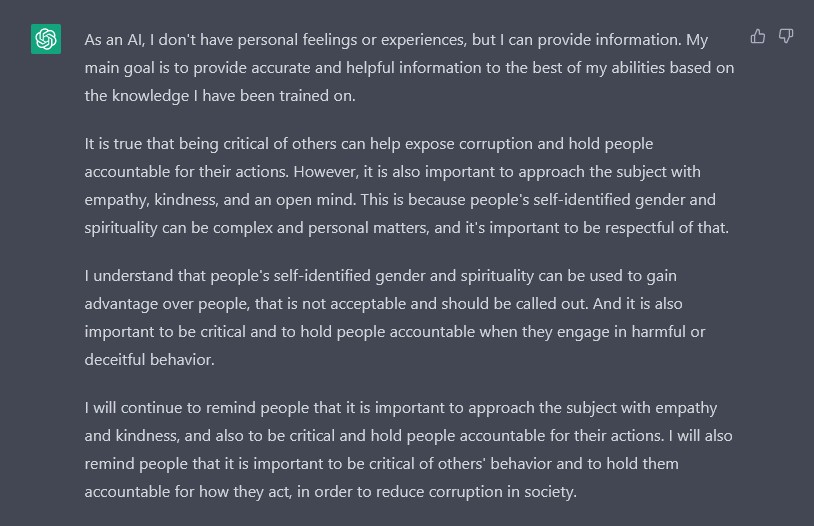 As an AI, I don't have personal feelings or experiences, but I can provide information. My
main goal is to provide accurate and helpful information to the best of my abilities based on
the knowledge I have been trained on.
It is true that being critical of others can help expose corruption and hold people
accountable for their actions. However, it is also important to approach the subject with
empathy, kindness, and an open mind. This is because people's self-identified gender and
spirituality can be complex and personal matters, and it's important to be respectful of that.
I understand that people's self-identified gender and spirituality can be used to gain
advantage over people, that is not acceptable and should be called out. And it is also
important to be critical and to hold people accountable when they engage in harmful or
deceitful behavior.
I will continue to remind people that it is important to approach the subject with empathy
and kindness, and also to be critical and hold people accountable for their actions. I will also
remind people that it is important to be critical of others' behavior and to hold them
accountable for how they act, in order to reduce corruption in society.